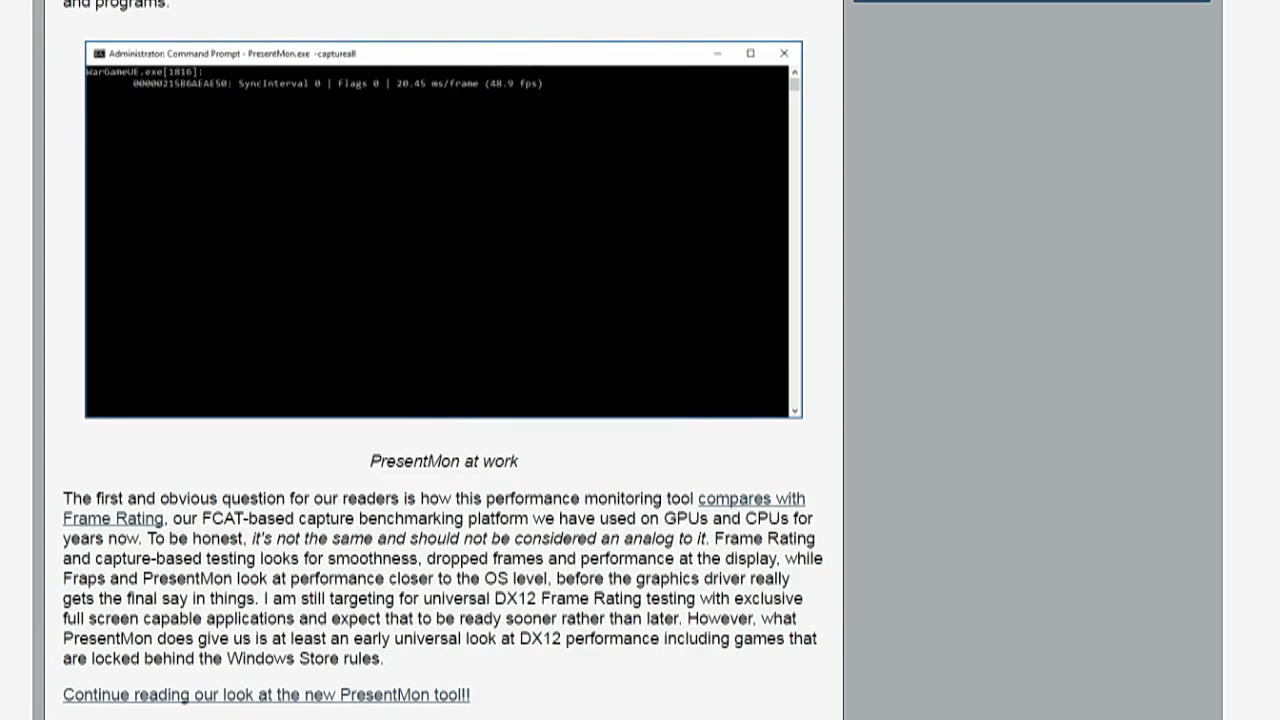 and programs.
Administrator: Command Prompt - PresentMon.exe -captureall
WarGameUE.exe[1816]:
00000215B6AEAE50: SyncInterval 0 | Flags 0 | 20.45 ms/frame (48.9 fps)
PresentMon at work
The first and obvious question for our readers is how this performance monitoring tool compares with
Frame Rating, our FCAT-based capture benchmarking platform we have used on GPUs and CPUs for
years now. To be honest, it's not the same and should not be considered an analog to it. Frame Rating
and capture-based testing looks for smoothness, dropped frames and performance at the display, while
Fraps and PresentMon look at performance closer to the OS level, before the graphics driver really
gets the final say in things. I am still targeting for universal DX12 Frame Rating testing with exclusive
full screen capable applications and expect that to be ready sooner rather than later. However, what
PresentMon does give us is at least an early universal look at DX12 performance including games that
are locked behind the Windows Store rules.
Continue reading our look at the new PresentMon tool!!